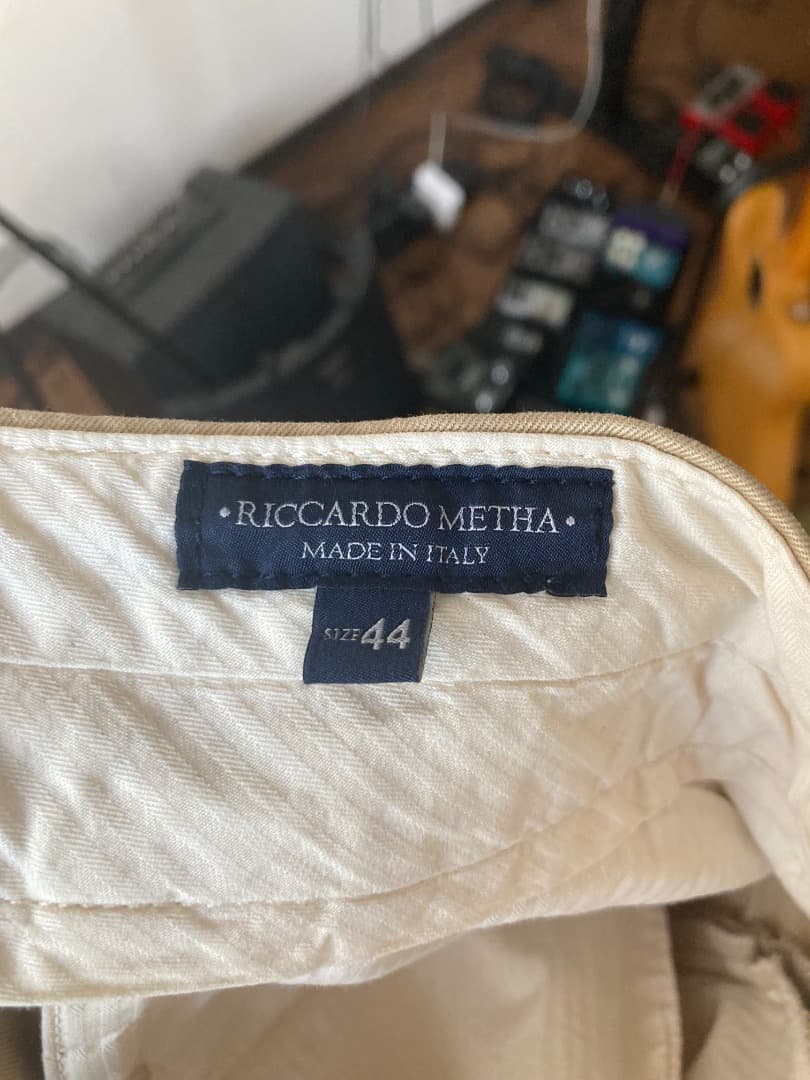 • RICCARDO METHA •
MADE IN ITALY
SIZE 44